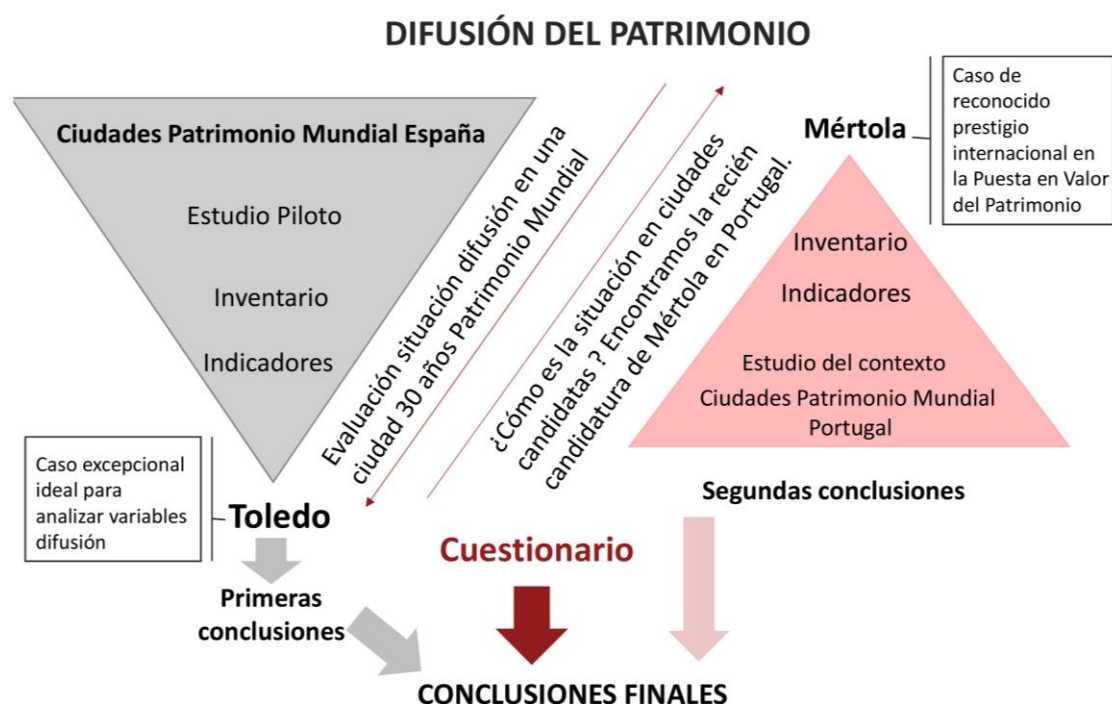 DIFUSIÓN DEL PATRIMONIO
Ciudades Patrimonio Mundial España
Estudio Piloto
Inventario
Indicadores
Caso excepcional
ideal para
analizar variables
difusión
Toledo
Primeras
conclusiones
Evaluación situación difusión en una
ciudad 30 años Patrimonio Mundial
¿Cómo es la situación en ciudades
candidatas ? Encontramos la recién
candidatura de Mértola en Portugal.
Mértola
Caso de
reconocido
prestigio
internacional en
la Puesta en Valor
del Patrimonio
Inventario
Indicadores
Estudio del contexto
Ciudades Patrimonio Mundial
Portugal
Segundas conclusiones
Cuestionario
CONCLUSIONES FINALES